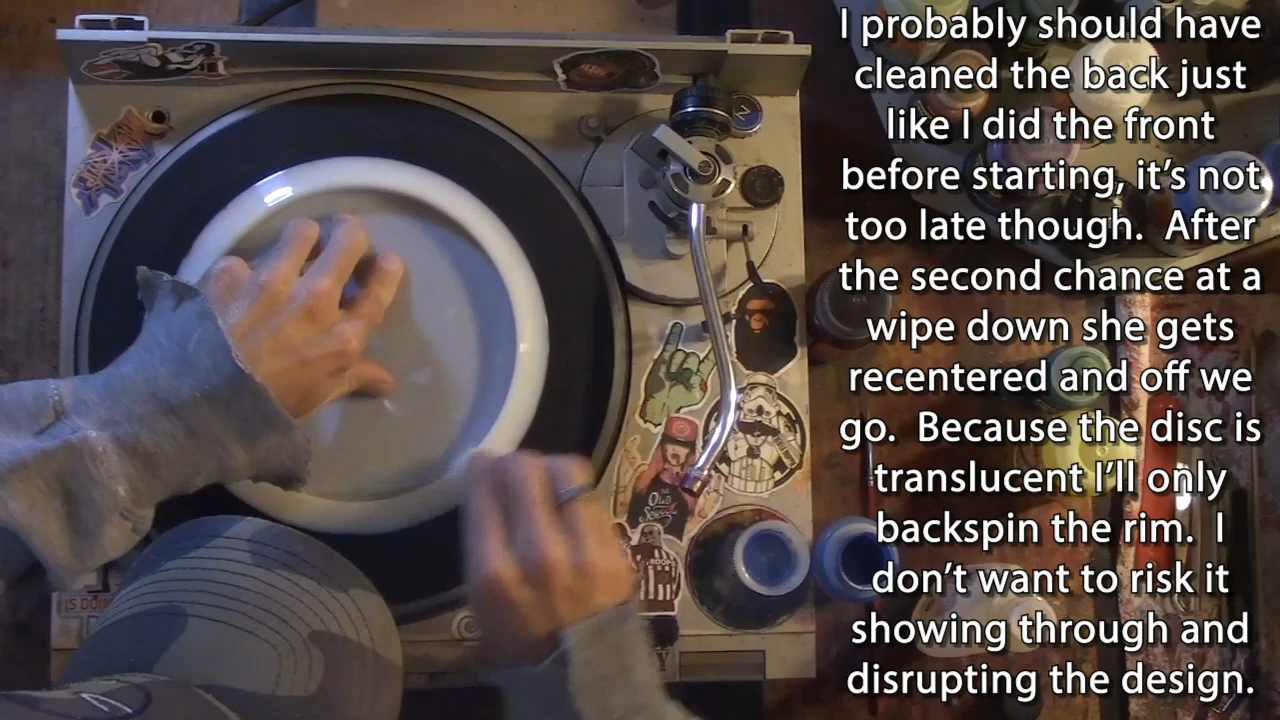 I probably should have
cleaned the back just
like I did the front
before starting, it's not
too late though.  After
the second chance at a
wipe down she gets
recentered and off we
go.  Because the disc is
translucent I'll only
backspin the rim.  I
don't want to risk it
showing through and
disrupting the design.
OLD
SCHOOL